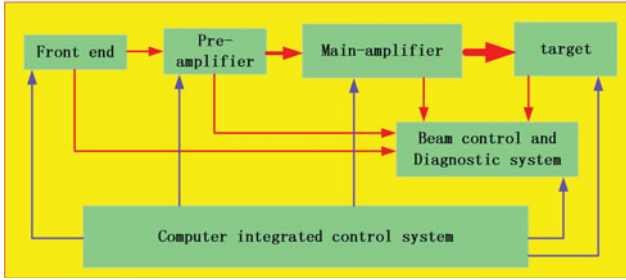 Front end
Pre-
amplifier
Main-amplifier
target
Beam control and
Diagnostic system
Computer integrated control system